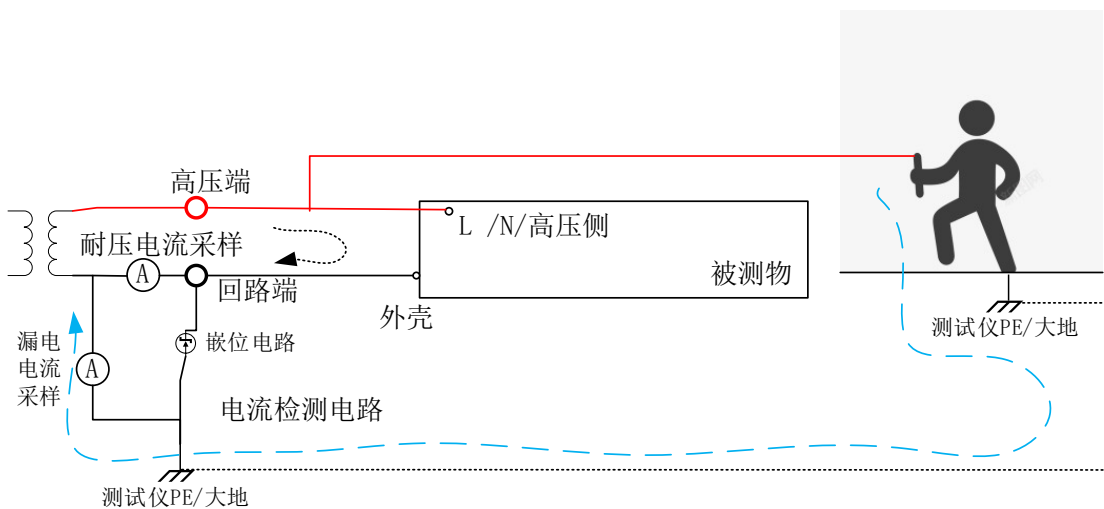 高压端
L /N/高压侧
耐压电流采样
A
回路端
被测物
外壳
测试仪PE/大地
漏电
电流
采样
A
嵌位电路
电流检测电路
测试仪PE/大地